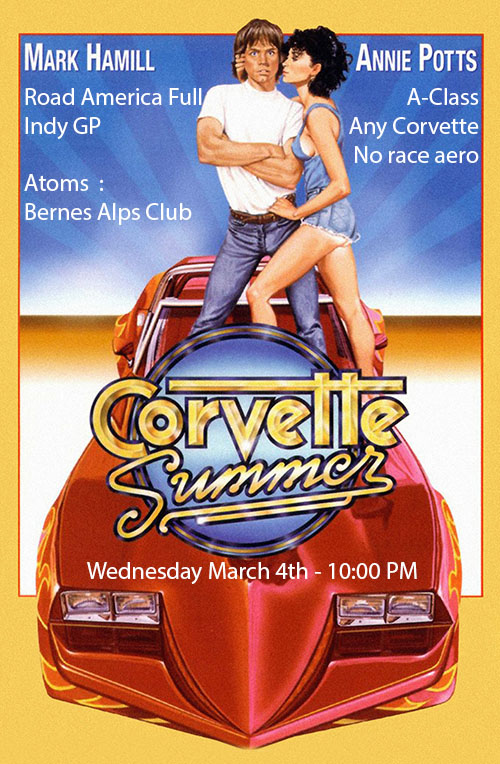 MARK HAMILL
ANNIE POTTS
Road America Full
Indy GP
Atoms :
Bernes Alps Club
A-Class
Any Corvette
No race aero
Corvette
Summer
Wednesday March 4th - 10:00 PM